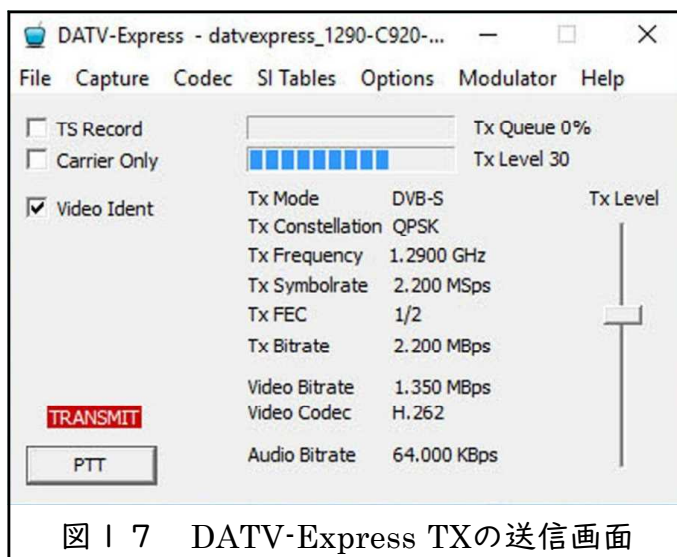 DATV-Express - datvexpress_1290-C920-...
File Capture Codec SI Tables Options Modulator Help
TS Record
Tx Queue 0%
Carrier Only
Tx Level 30
Video Ident
Tx Mode DVB-S
Tx Level
Tx Constellation QPSK
Tx Frequency 1.2900 GHz
Tx Symbolrate 2.200 MSps
Tx FEC 1/2
Tx Bitrate 2.200 MBps
Video Bitrate 1.350 MBps
TRANSMIT
Video Codec H.262
PTT
Audio Bitrate 64.000 KBps
図17 DATV-Express TXの送信画面